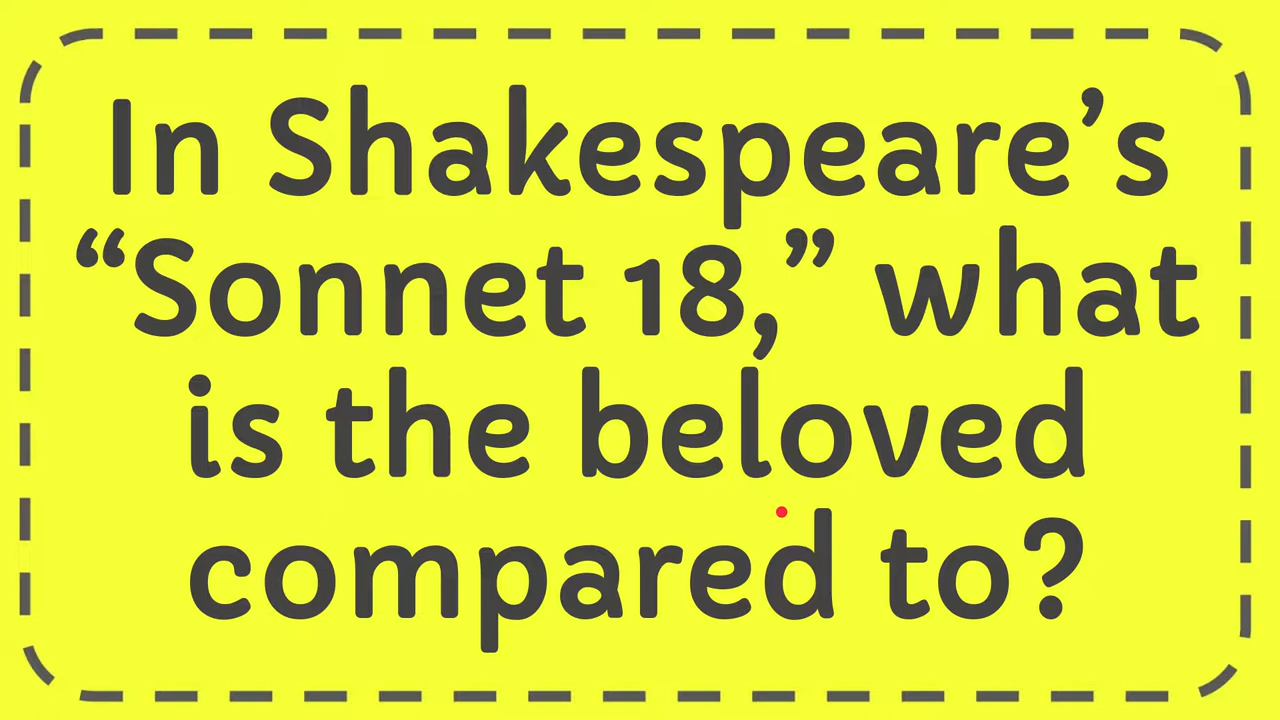 In Shakespeare’s
“Sonnet 18,” what
is the beloved
compared to?